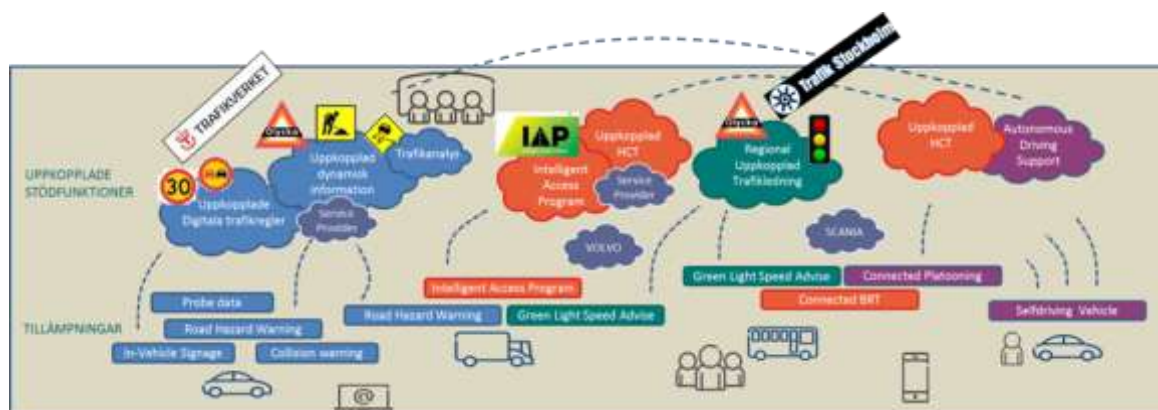 TRAFIKVERKET
Trafik Stockholm
Olycka
Olycka
30
IAP
Uppkopplad
dynamisk
information
Trafikanalys
Uppkopplade
Digitala trafikregler
Service
Provider
Uppkopplad
HCT
Intelligent
Access
Program
Service
Provider
Regional
Uppkopplad
Trafikledning
Uppkopplad
HCT
Autonomous
Driving
Support
UPPKOPPLADE
STÖDFUNKTIONER
VOLVO
SCANIA
Green Light Speed Advise
Connected Platooning
Intelligent Access Program
Connected BRT
Probe data
Road Hazard Warning
Green Light Speed Advise
Selfdriving Vehicle
TILLÄMPNINGAR
Road Hazard Warning
In-Vehicle Signage
Collision warning
@